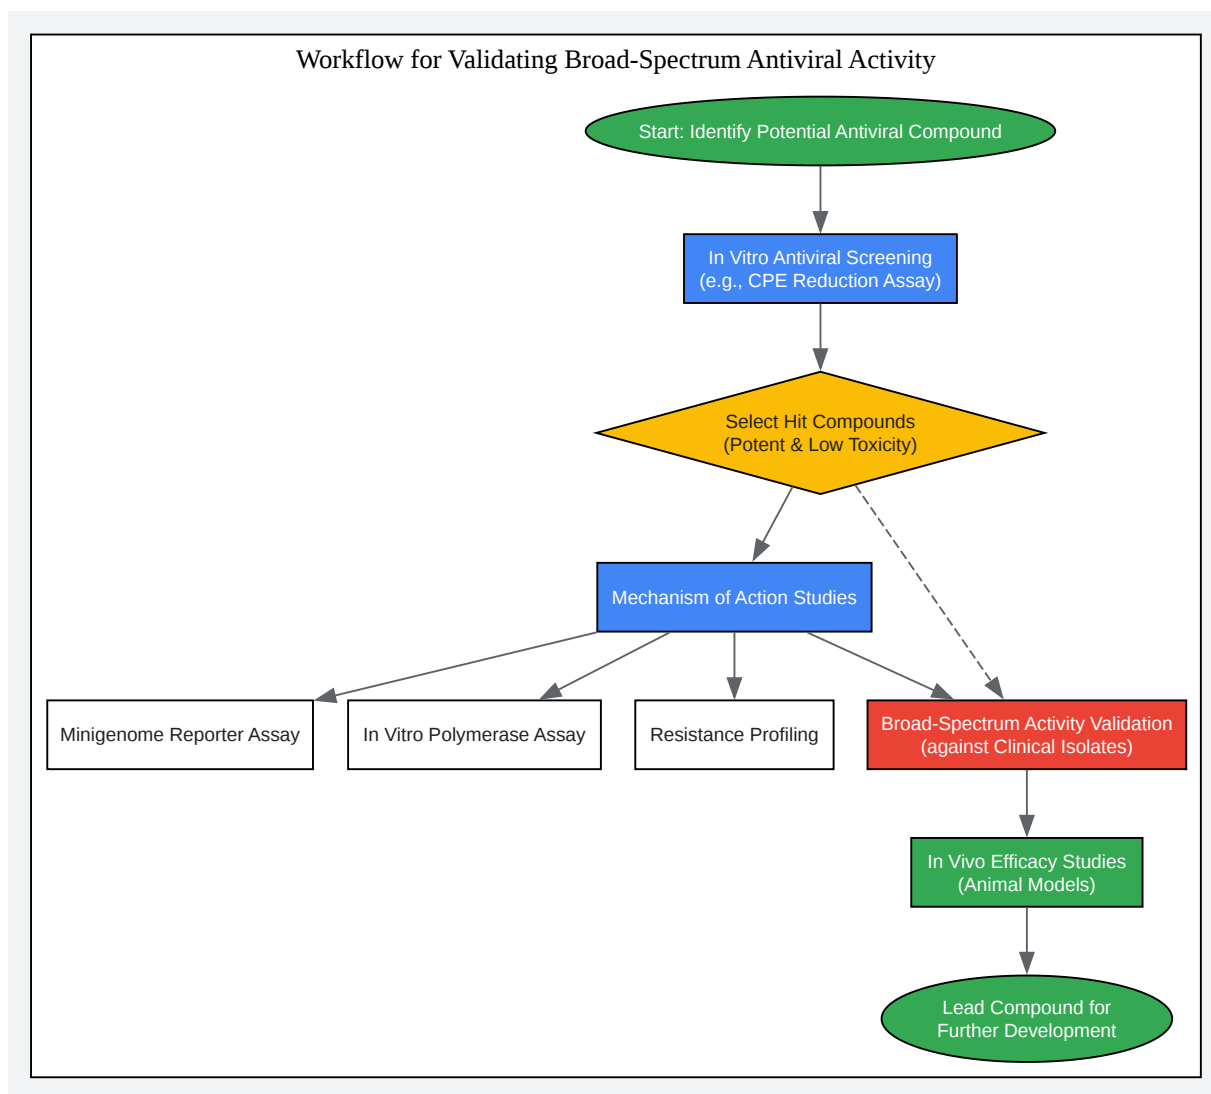 Workflow for Validating Broad-Spectrum Antiviral Activity
Start: Identify Potential Antiviral Compound
In Vitro Antiviral Screening
(e.g., CPE Reduction Assay)
Select Hit Compounds
(Potent & Low Toxicity)
Mechanism of Action Studies
Minigenome Reporter Assay
In Vitro Polymerase Assay
Resistance Profiling
Broad-Spectrum Activity Validation
(against Clinical Isolates)
In Vivo Efficacy Studies
(Animal Models)
Lead Compound for
Further Development